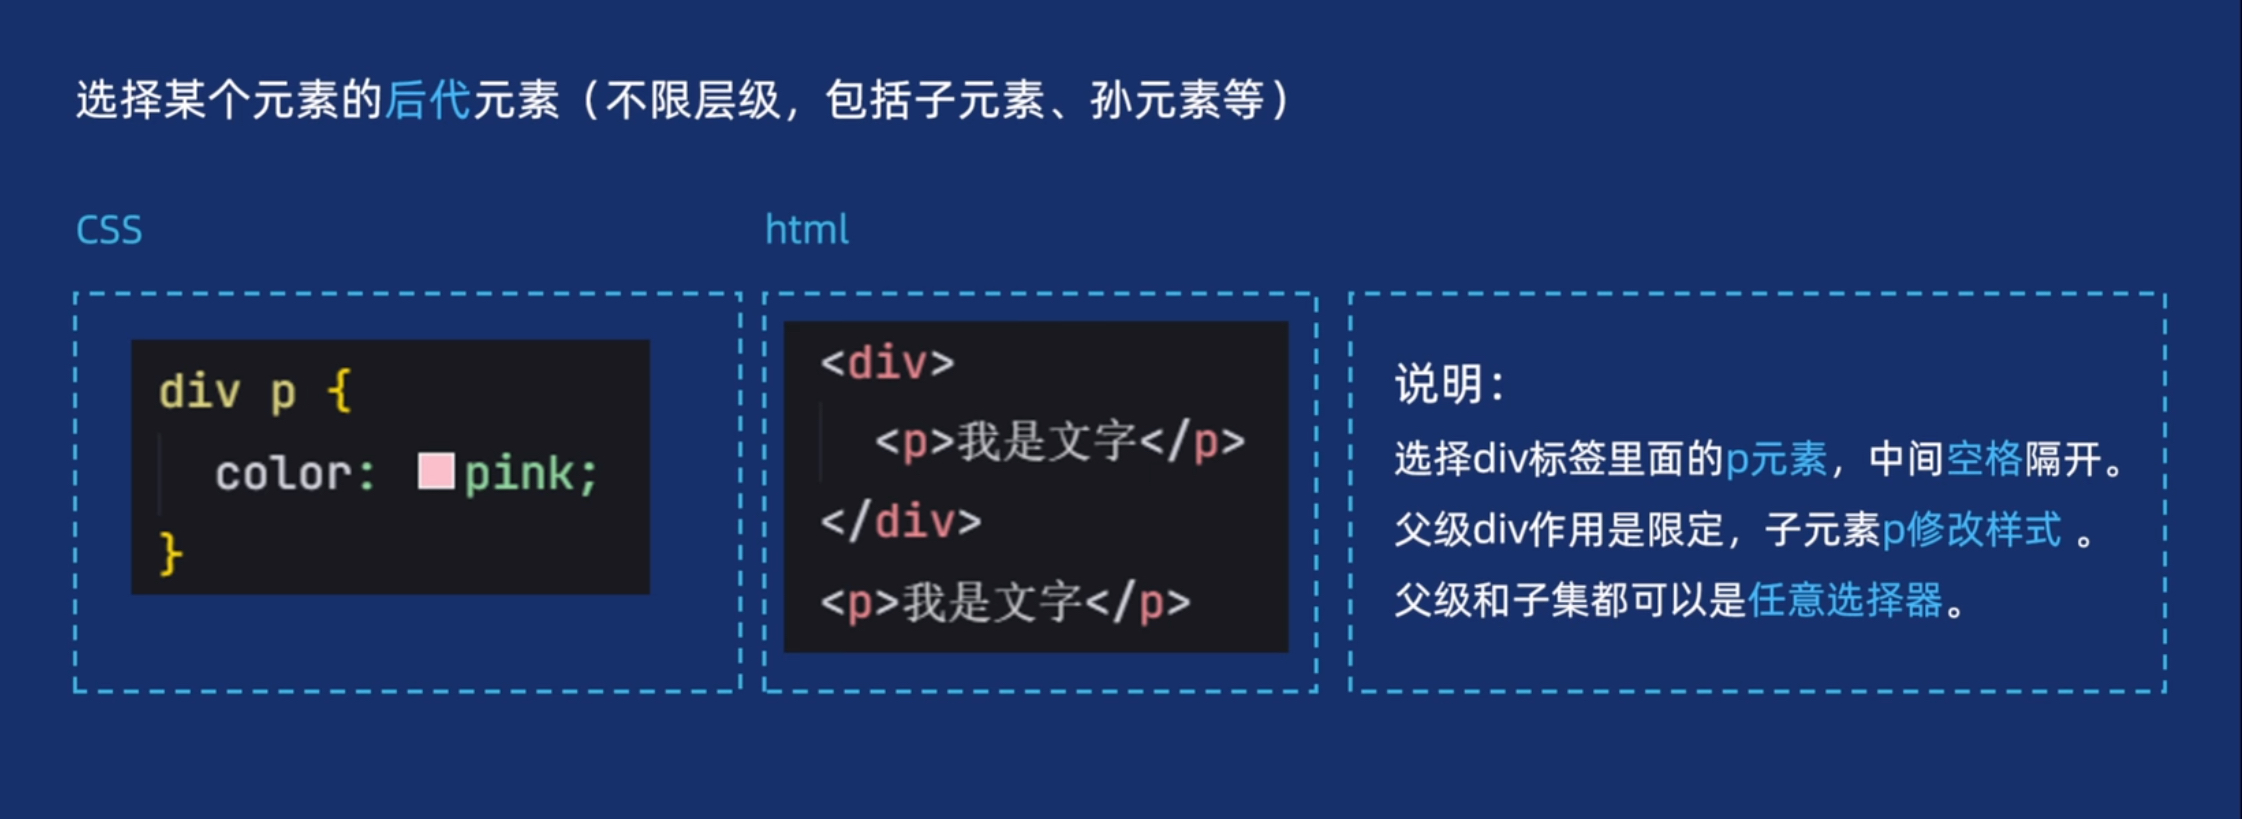 选择某个元素的后代元素（不限层级，包括子元素、孙元素等）
CSS
div p {
color: pink;
}
html
<div>
<p>我是文字</p>
</div>
<p>我是文字</p>
说明：
选择div标签里面的p元素，中间空格隔开。
父级div作用是限定，子元素p修改样式 。
父级和子集都可以是任意选择器。